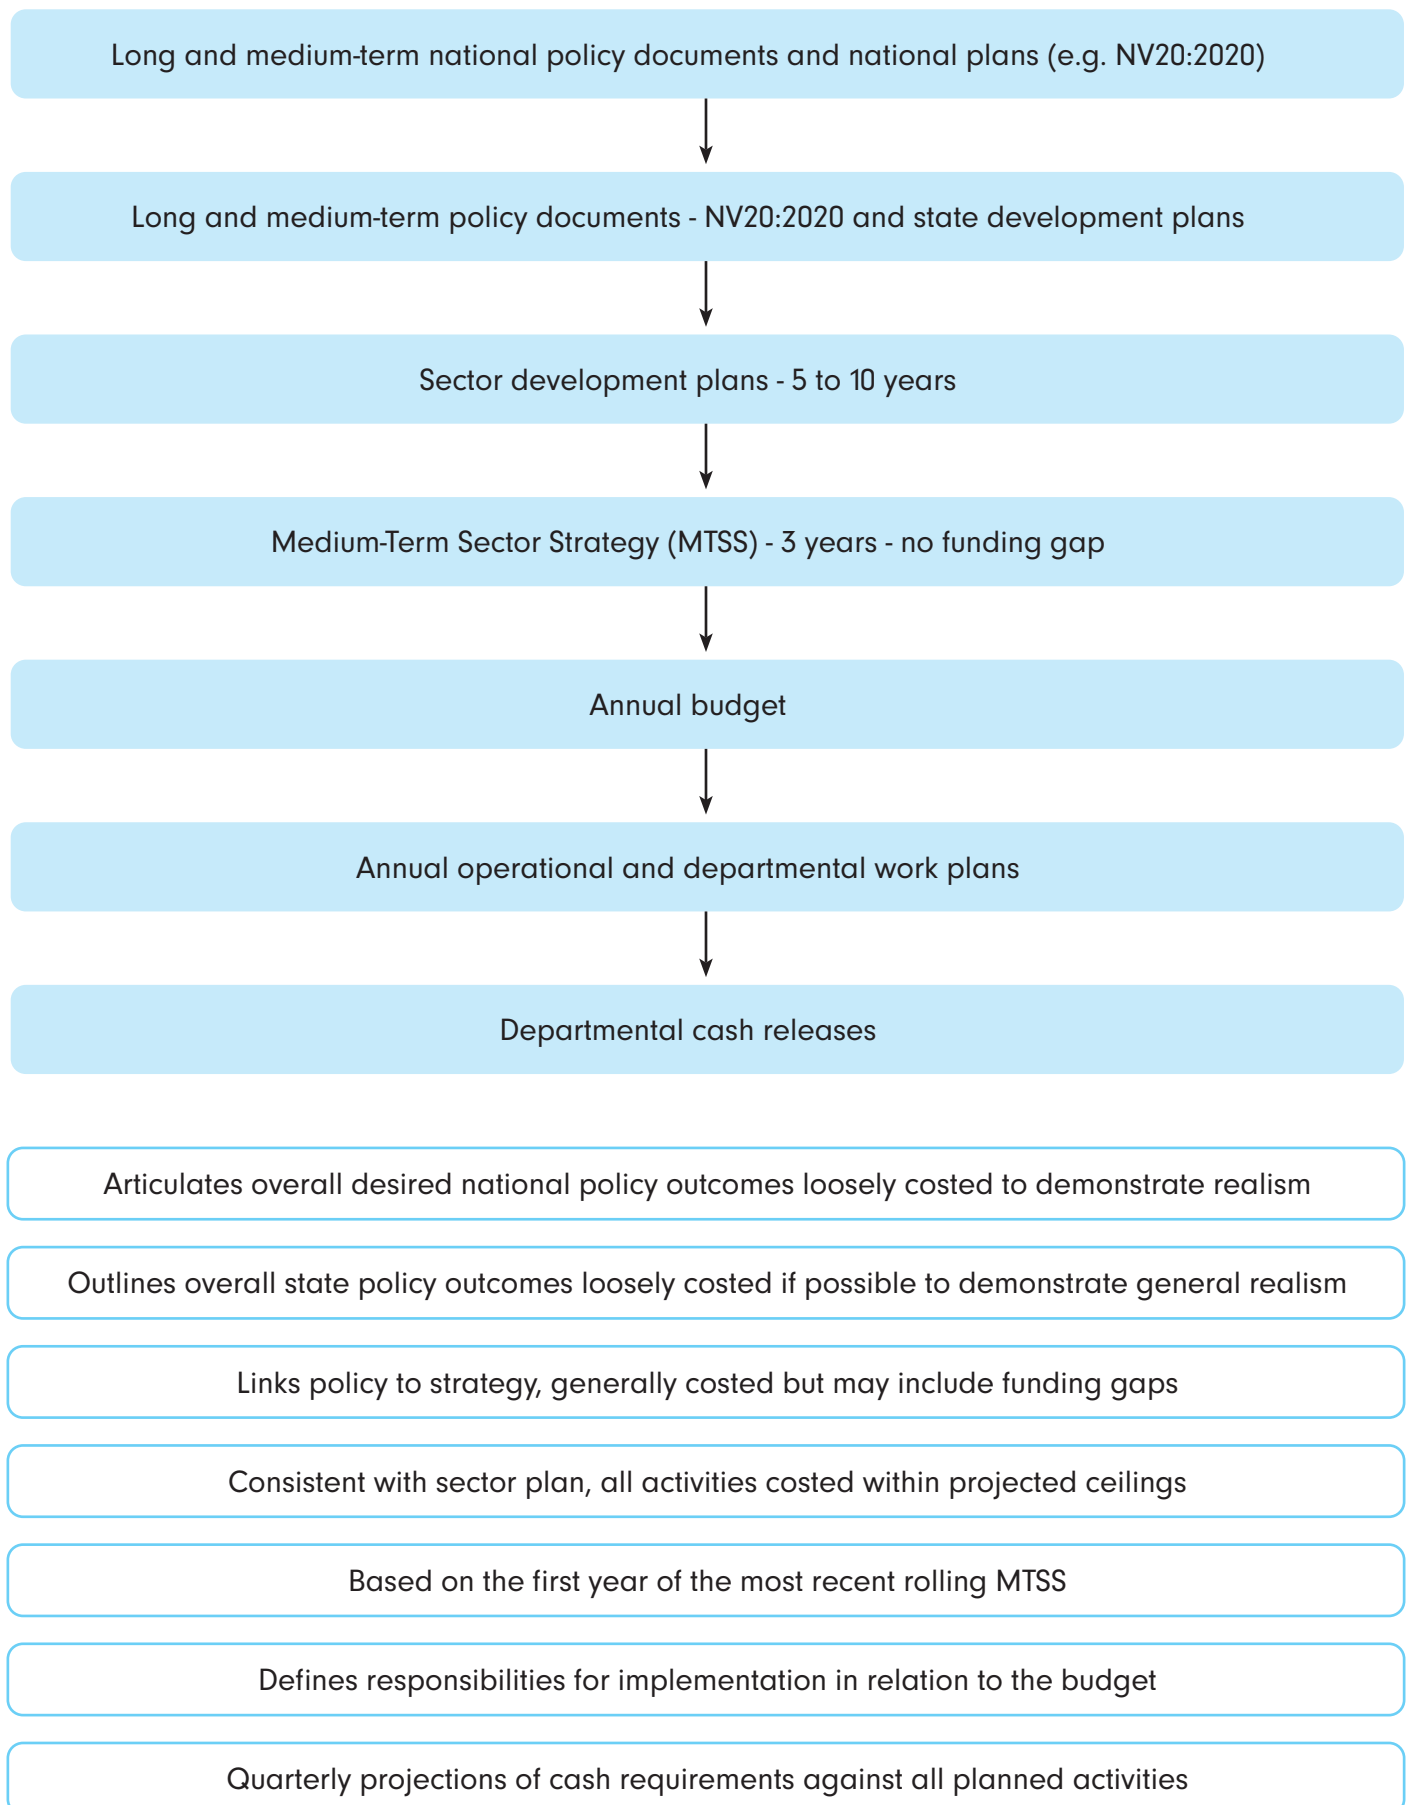 Long and medium-term national policy documents and national plans (e.g. NV20:2020)
Long and medium-term policy documents - NV20:2020 and state development plans
Sector development plans - 5 to 10 years
Medium-Term Sector Strategy (MTSS) - 3 years - no funding gap
Annual budget
Annual operational and departmental work plans
Departmental cash releases
Articulates overall desired national policy outcomes loosely costed to demonstrate realism
Outlines overall state policy outcomes loosely costed if possible to demonstrate general realism
Links policy to strategy, generally costed but may include funding gaps
Consistent with sector plan, all activities costed within projected ceilings
Based on the first year of the most recent rolling MTSS
Defines responsibilities for implementation in relation to the budget
Quarterly projections of cash requirements against all planned activities